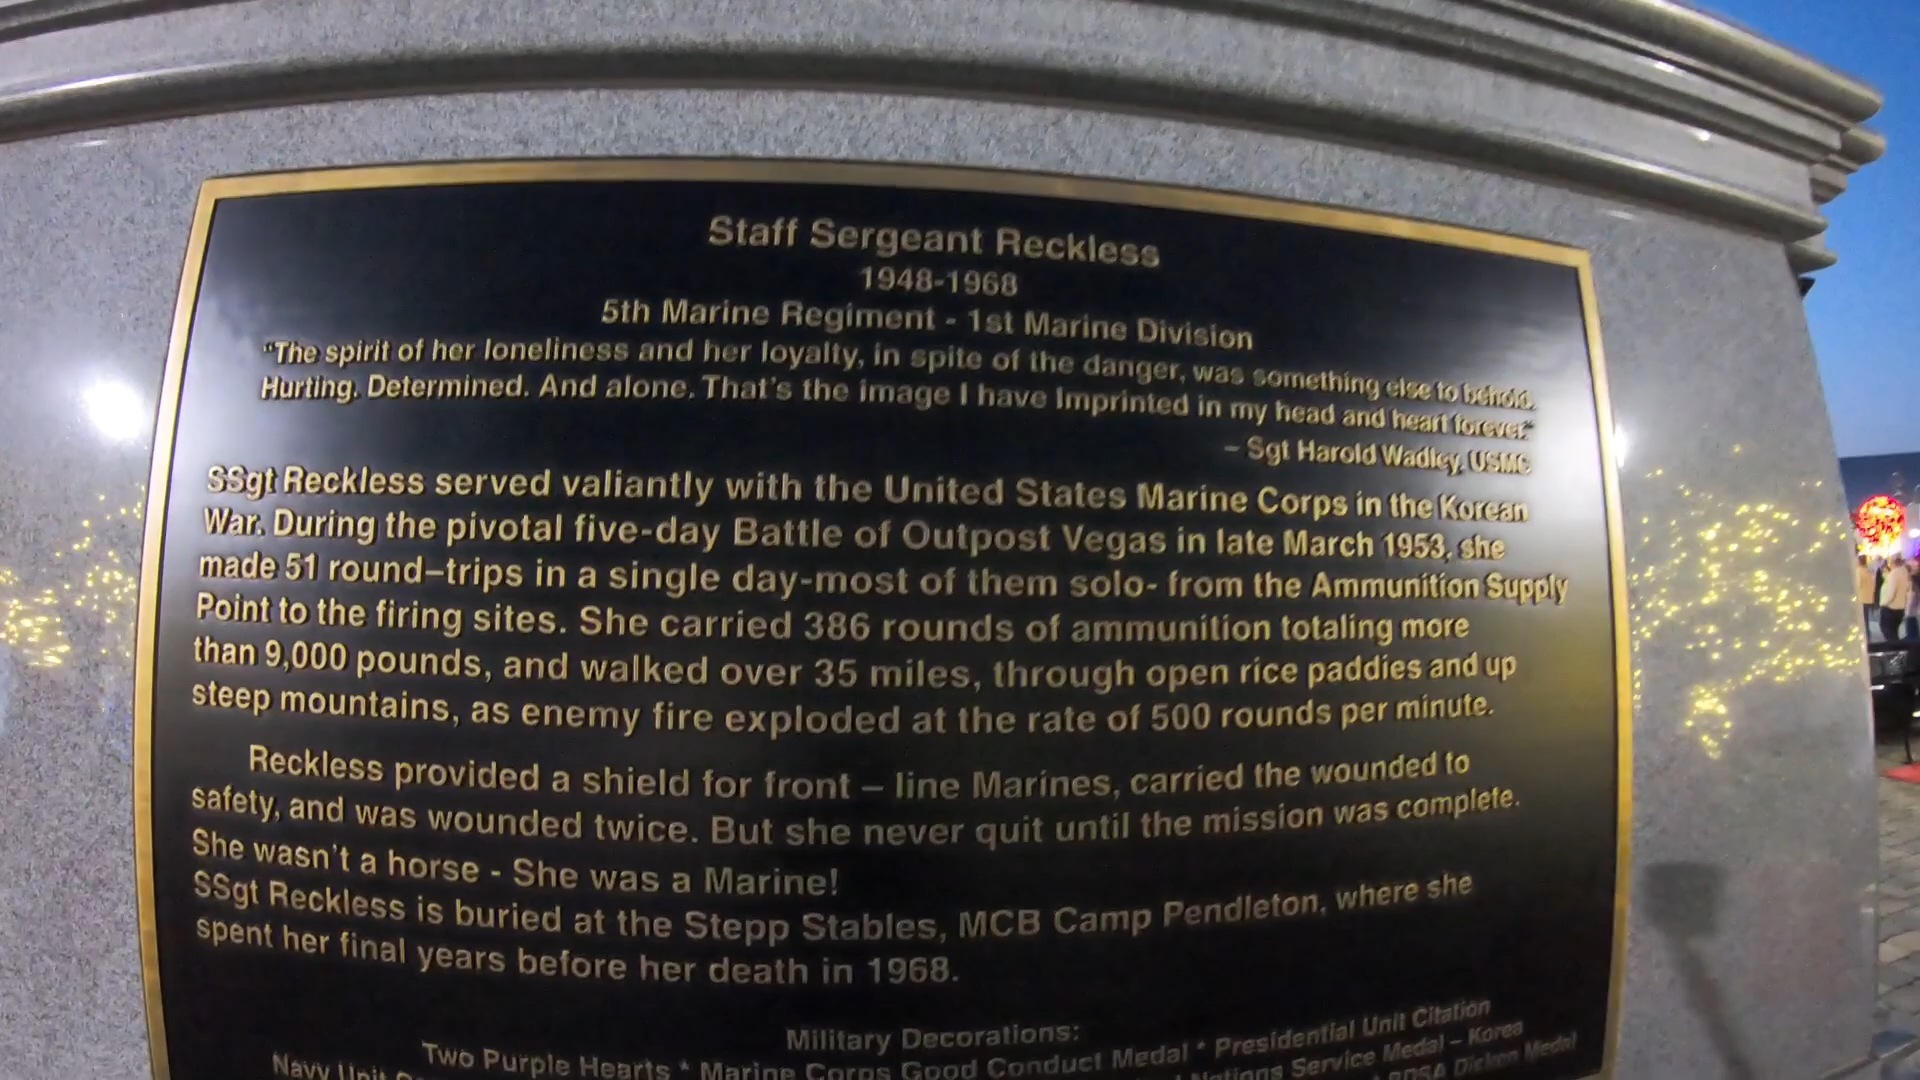 Staff Sergeant Reckless
1948-1968
5th Marine Regiment - 1st Marine Division
"The spirit of her loneliness and her loyalty, in spite of the danger, was something else to behold.
Hurting. Determined. And alone. That's the image I have Imprinted in my head and heart forever."
– Sgt Harold Wadley, USMC
SSgt Reckless served valiantly with the United States Marine Corps in the Korean
War. During the pivotal five-day Battle of Outpost Vegas in late March 1953, she
made 51 round–trips in a single day-most of them solo- from the Ammunition Supply
Point to the firing sites. She carried 386 rounds of ammunition totaling more
than 9,000 pounds, and walked over 35 miles, through open rice paddies and up
steep mountains, as enemy fire exploded at the rate of 500 rounds per minute.
Reckless provided a shield for front – line Marines, carried the wounded to
safety, and was wounded twice. But she never quit until the mission was complete.
She wasn't a horse - She was a Marine!
SSgt Reckless is buried at the Stepp Stables, MCB Camp Pendleton, where she
spent her final years before her death in 1968.
Military Decorations:
Two Purple Hearts * Marine Corps Good Conduct Medal * Presidential Unit Citation
Navy Unit Nations Service Medal – Korea
PDSA Dickin Medal